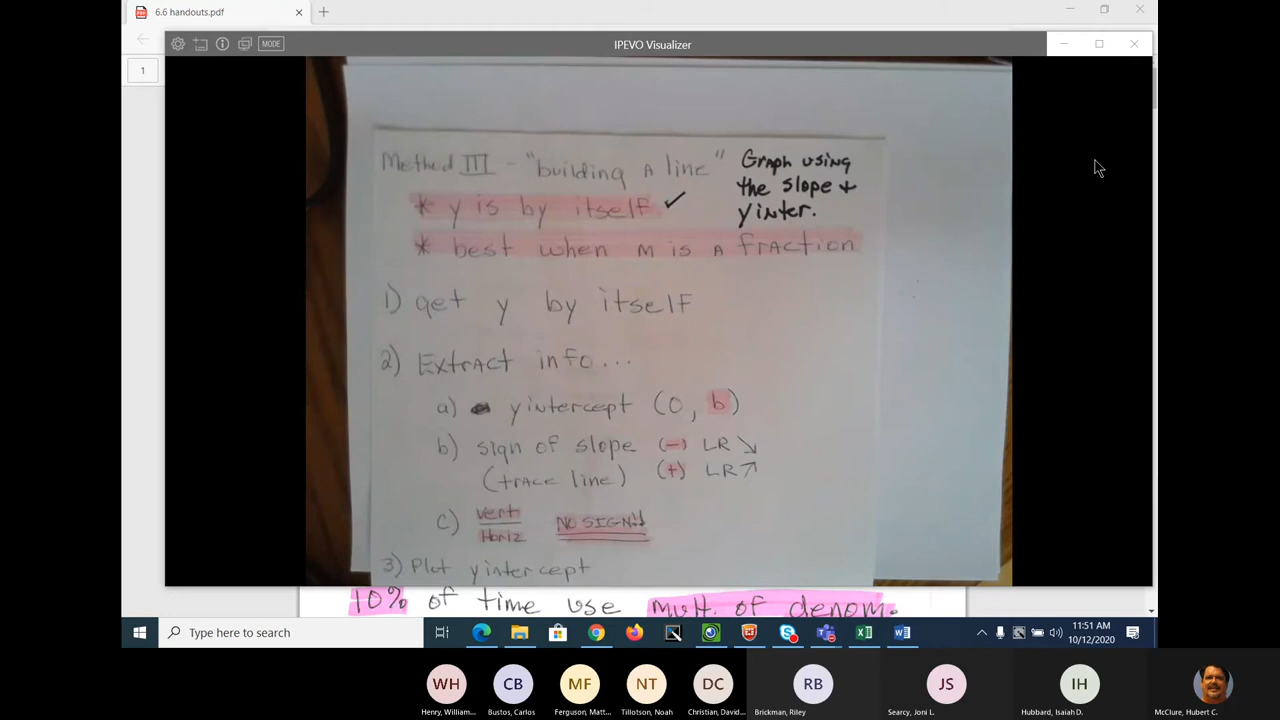 6.6 handouts.pdf
MODE
IPEVO Visualizer
1
Method III - "building A line"
Graph using
the slope +
y inter.
* y is by itself ✓
* best when m is a fraction
1) get y by itself
2) Extract info...
a) y intercept (0, b)
b) sign of slope (-) LR ↘
(trace line) (+) LR ↗
c) vert
Horiz
NO SIGN!!
3) Plot y intercept
10% of time use mult. of denom.
Type here to search
11:51 AM
10/12/2020
WH
CB
MF
NT
DC
RB
JS
IH
Henry, William...
Bustos, Carlos
Ferguson, Matt...
Tillotson, Noah
Christian, David...
Brickman, Riley
Searcy, Joni L.
Hubbard, Isaiah D.
McClure, Hubert C.